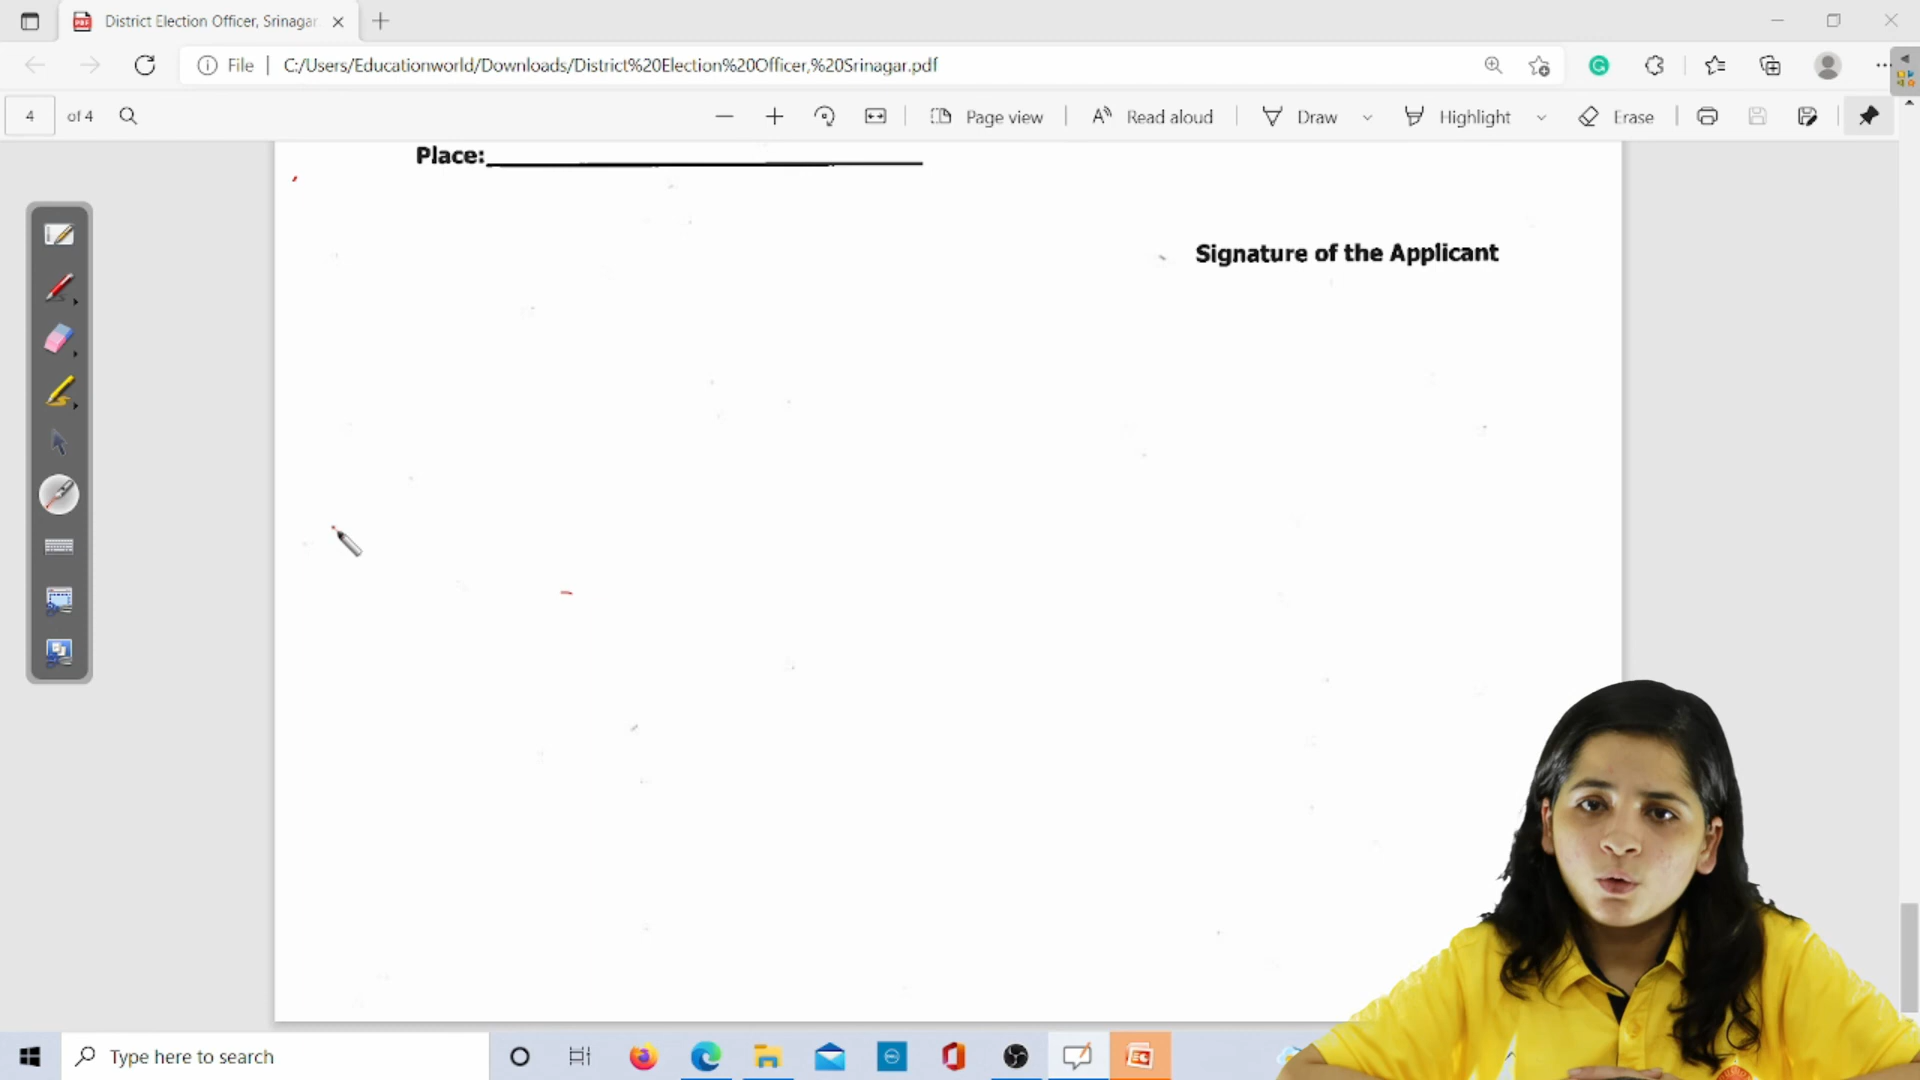 District Election Officer, Srinagar
File
C:/Users/Educationworld/Downloads/District%20Election%20Officer,%20Srinagar.pdf
4 of 4
Page view
Read aloud
Draw
Highlight
Erase
Place:
Signature of the Applicant
Type here to search